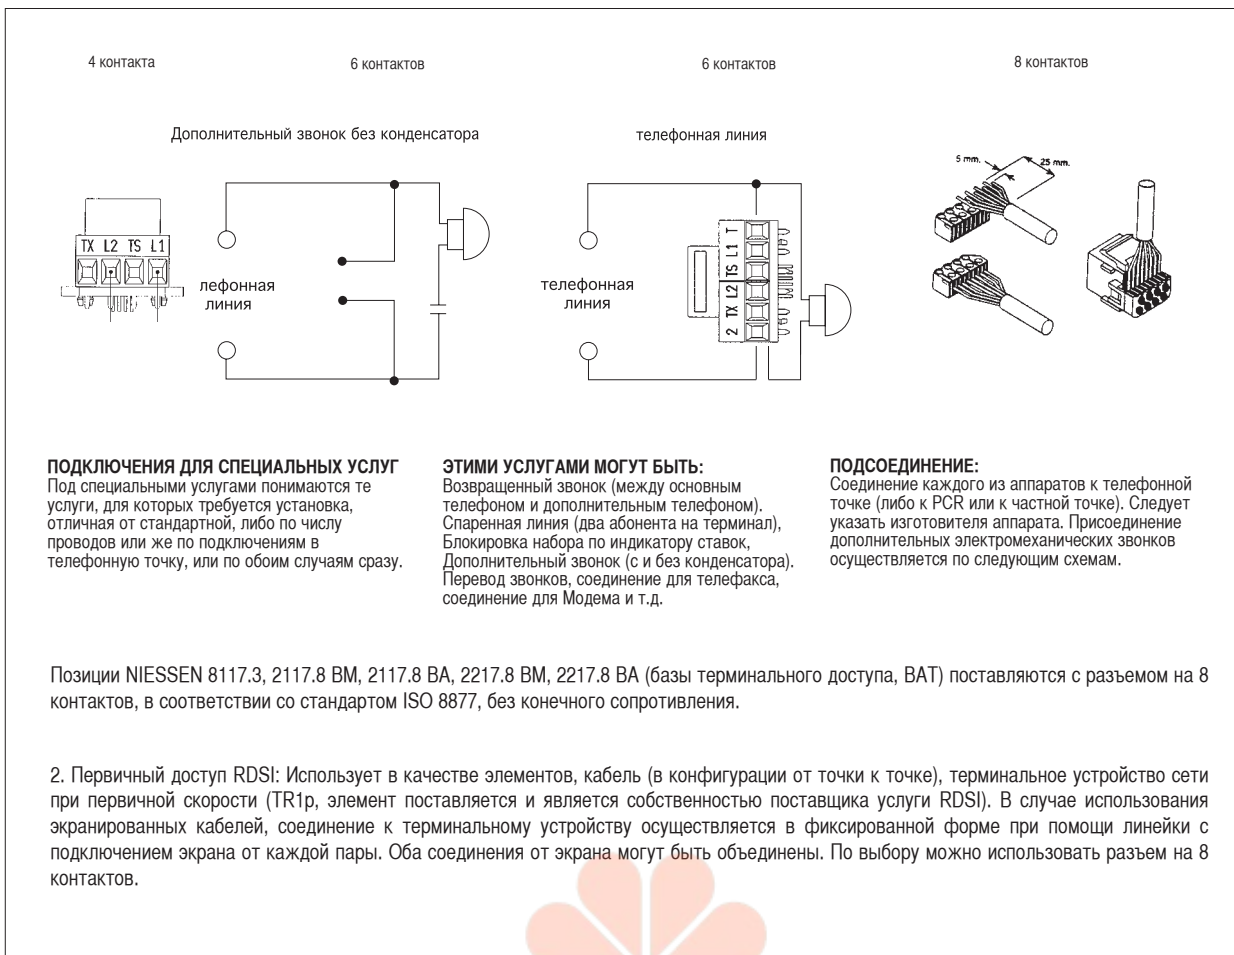 4 контакта
6 контактов
6 контактов
8 контактов
Дополнительный звонок без конденсатора
телефонная линия
5 mm.
25 mm.
TX L2 TS L1
лефонная
линия
телефонная
линия
2 TX L2 TS L1 T
ПОДКЛЮЧЕНИЯ ДЛЯ СПЕЦИАЛЬНЫХ УСЛУГ
Под специальными услугами понимаются те
услуги, для которых требуется установка,
отличная от стандартной, либо по числу
проводов или же по подключениям в
телефонную точку, или по обоим случаям сразу.
ЭТИМИ УСЛУГАМИ МОГУТ БЫТЬ:
Возвращенный звонок (между основным
телефоном и дополнительным телефоном).
Спаренная линия (два абонента на терминал),
Блокировка набора по индикатору ставок,
Дополнительный звонок (с и без конденсатора).
Перевод звонков, соединение для телефакса,
соединение для Модема и т.д.
ПОДСОЕДИНЕНИЕ:
Соединение каждого из аппаратов к телефонной
точке (либо к PCR или к частной точке). Следует
указать изготовителя аппарата. Присоединение
дополнительных электромеханических звонков
осуществляется по следующим схемам.
Позиции NIESSEN 8117.3, 2117.8 BM, 2117.8 BA, 2217.8 BM, 2217.8 BA (базы терминального доступа, BAT) поставляются с разъемом на 8
контактов, в соответствии со стандартом ISO 8877, без конечного сопротивления.
2. Первичный доступ RDSI: Использует в качестве элементов, кабель (в конфигурации от точки к точке), терминальное устройство сети
при первичной скорости (TR1p, элемент поставляется и является собственностью поставщика услуги RDSI). В случае использования
экранированных кабелей, соединение к терминальному устройству осуществляется в фиксированной форме при помощи линейки с
подключением экрана от каждой пары. Оба соединения от экрана могут быть объединены. По выбору можно использовать разъем на 8
контактов.